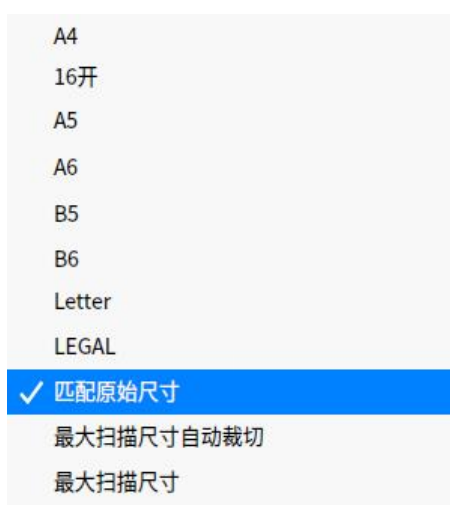 A4
16开
A5
A6
B5
B6
Letter
LEGAL
匹配原始尺寸
最大扫描尺寸自动裁切
最大扫描尺寸